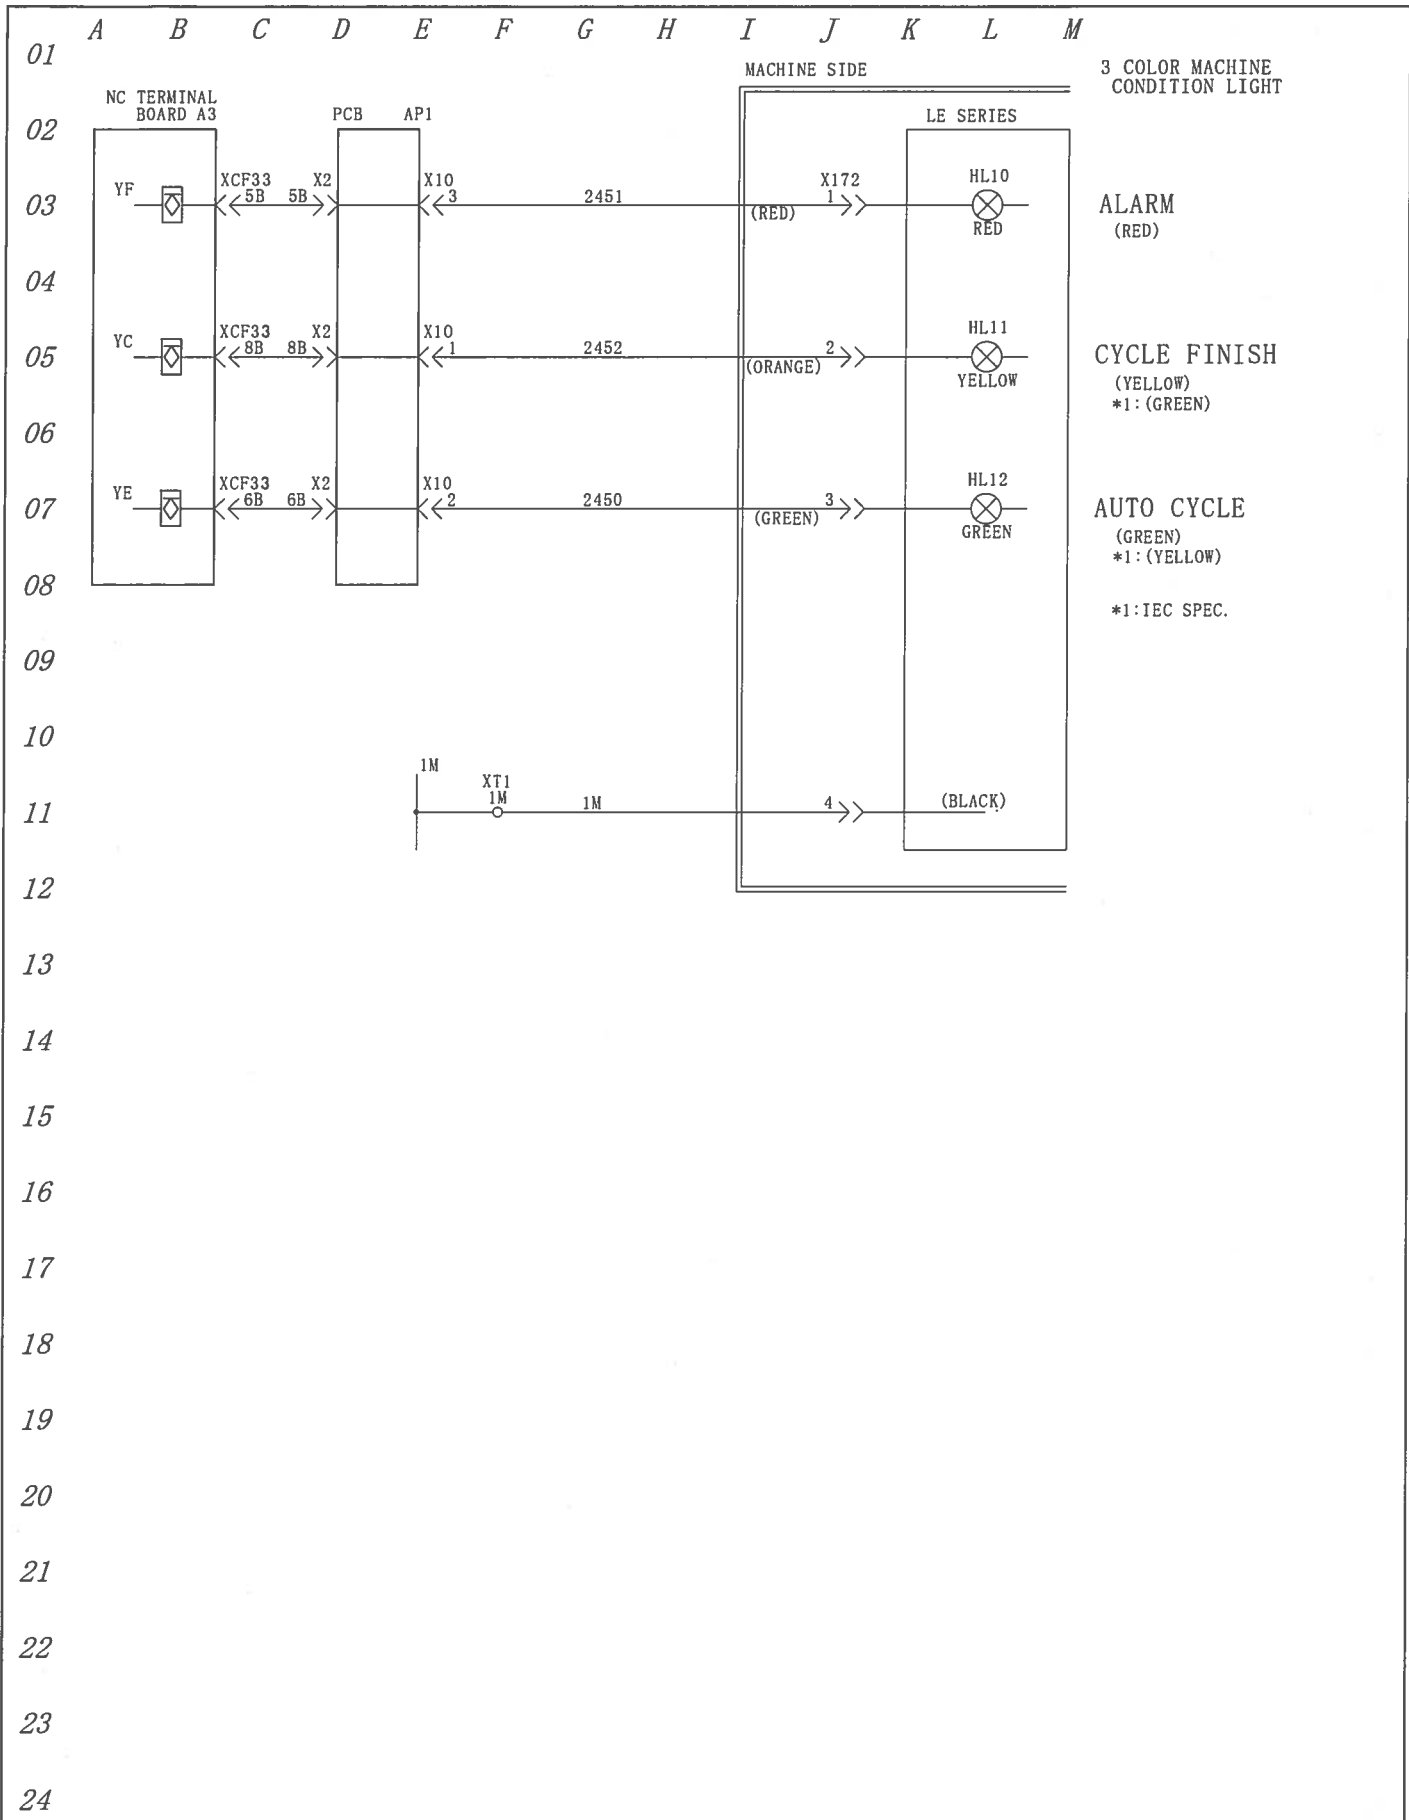 A B C D E F G H I J K L M
01
MACHINE SIDE
3 COLOR MACHINE
CONDITION LIGHT
NC TERMINAL
BOARD A3
PCB AP1
LE SERIES
02
YF XCF33 X2 X10 X172 HL10
03 5B 5B 3 2451 1 ALARM
(RED) RED (RED)
04
YC XCF33 X2 X10 HL11
05 8B 8B 1 2452 2 CYCLE FINISH
(ORANGE) YELLOW (YELLOW)
*1:(GREEN)
06
YE XCF33 X2 X10 HL12
07 6B 6B 2 2450 3 AUTO CYCLE
(GREEN) GREEN (GREEN)
*1:(YELLOW)
08
*1:IEC SPEC.
09
10
1M
XT1
11 1M 1M 4 (BLACK)
12
13
14
15
16
17
18
19
20
21
22
23
24